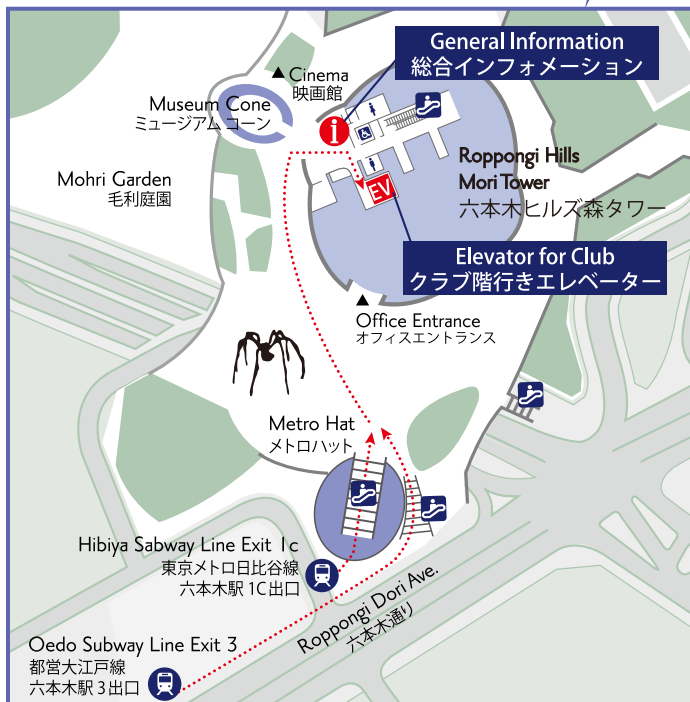 General Information
総合インフォメーション
Cinema
映画館
Museum Cone
ミュージアム コーン
i
Mohri Garden
毛利庭園
Roppongi Hills
Mori Tower
六本木ヒルズ森タワー
EV
Elevator for Club
クラブ階行きエレベーター
Office Entrance
オフィスエントランス
Metro Hat
メトロハット
Hibiya Sabway Line Exit 1c
東京メトロ日比谷線
六本木駅 1C出口
Roppongi Dori Ave.
六本木通り
Oedo Subway Line Exit 3
都営大江戸線
六本木駅 3出口